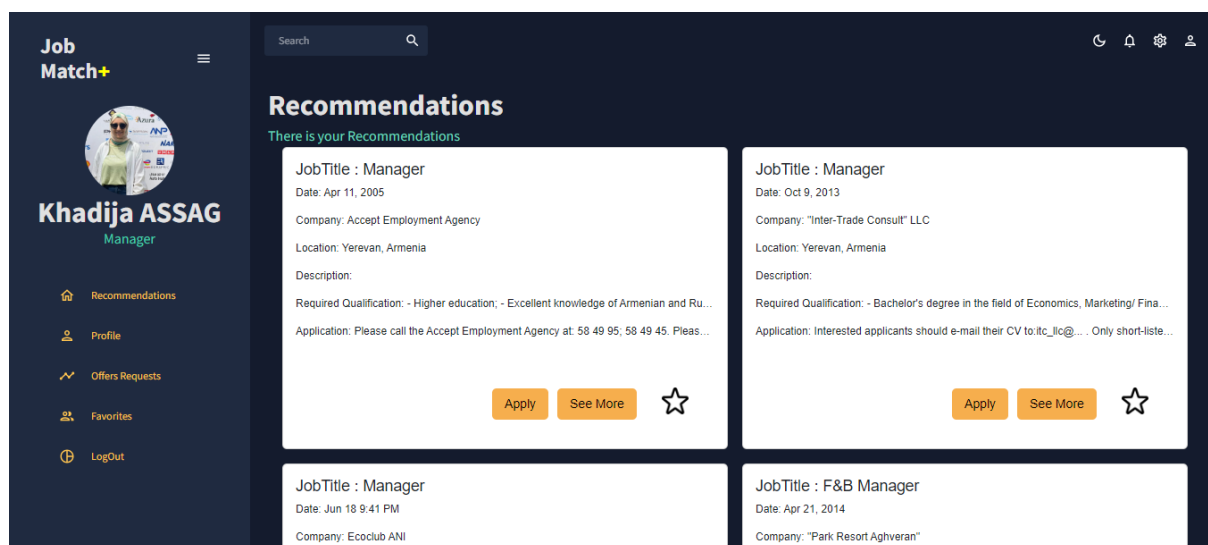 Job
Match+
Search
Azura
ANP
Khadija ASSAG
Manager
Recommendations
Profile
Offers Requests
Favorites
LogOut
Recommendations
There is your Recommendations
JobTitle : Manager
Date: Apr 11, 2005
Company: Accept Employment Agency
Location: Yerevan, Armenia
Description:
Required Qualification: - Higher education; - Excellent knowledge of Armenian and Ru...
Application: Please call the Accept Employment Agency at: 58 49 95; 58 49 45. Pleas...
Apply
See More
JobTitle : Manager
Date: Oct 9, 2013
Company: "Inter-Trade Consult" LLC
Location: Yerevan, Armenia
Description:
Required Qualification: - Bachelor's degree in the field of Economics, Marketing/ Fina...
Application: Interested applicants should e-mail their CV to:itc_llc@... . Only short-liste...
Apply
See More
JobTitle : Manager
Date: Jun 18 9:41 PM
Company: Ecoclub ANI
JobTitle : F&B Manager
Date: Apr 21, 2014
Company: "Park Resort Aghveran"